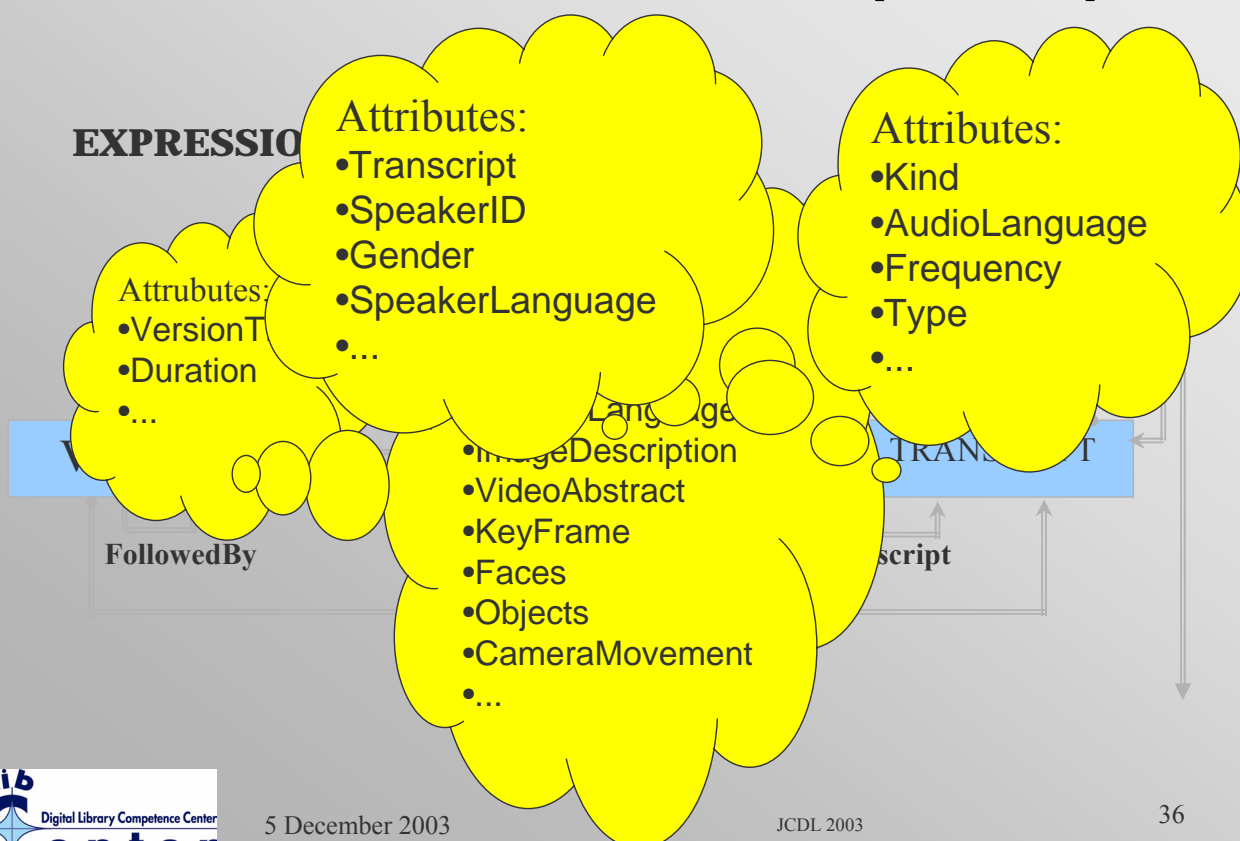 EXPRESSIO
Attributes:
•Transcript
•SpeakerID
•Gender
•SpeakerLanguage
•...
Attributes:
•Kind
•AudioLanguage
•Frequency
•Type
•...
Attrubutes:
•VersionT
•Duration
•...
•ImageDescription
•VideoAbstract
•KeyFrame
•Faces
•Objects
•CameraMovement
•...
FollowedBy
script
Digital Library Competence Center
5 December 2003
JCDL 2003
36